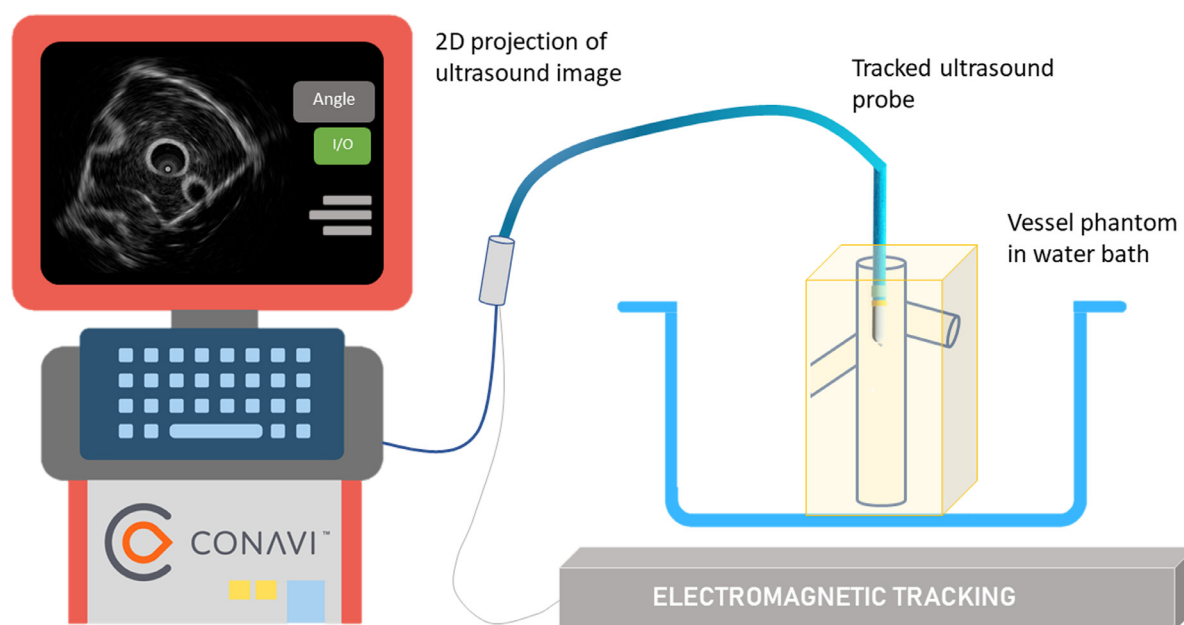 2D projection of
ultrasound image
Tracked ultrasound
probe
Angle
I/O
Vessel phantom
in water bath
CONAVI™
ELECTROMAGNETIC TRACKING